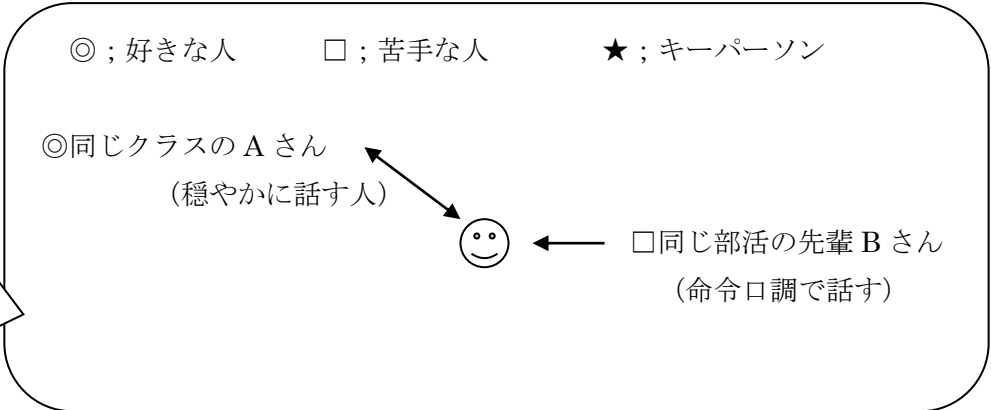 ◎；好きな人　　　□；苦手な人　　　★；キーパーソン
◎同じクラスの A さん
（穏やかに話す人）
□同じ部活の先輩 B さん
（命令口調で話す）